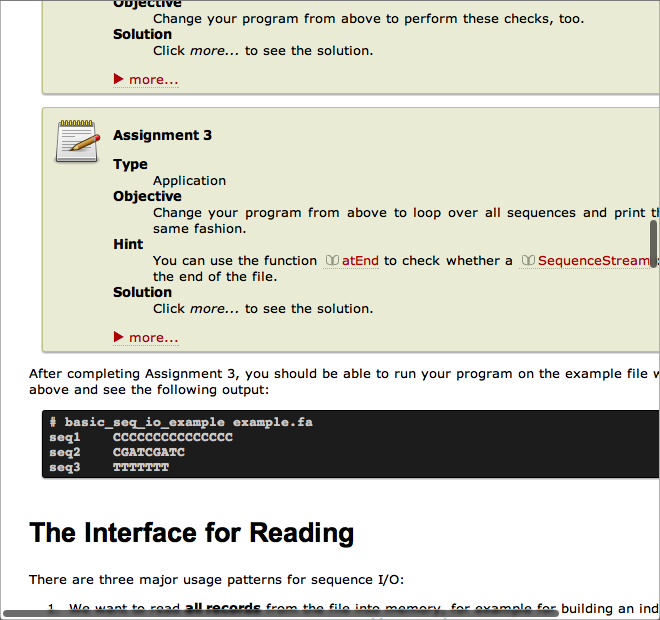 Objective
Change your program from above to perform these checks, too.
Solution
Click more... to see the solution.
▶ more...
Assignment 3
Type
Application
Objective
Change your program from above to loop over all sequences and print
same fashion.
Hint
You can use the function atEnd to check whether a SequenceStream
the end of the file.
Solution
Click more... to see the solution.
▶ more...
After completing Assignment 3, you should be able to run your program on the example file
above and see the following output:
# basic_seq_io_example example.fa
seq1    CCCCCCCCCCCCCCC
seq2    CGATCGATC
seq3    TTTTTTT
The Interface for Reading
There are three major usage patterns for sequence I/O:
1. We want to read all records from the file into memory, for example for building an